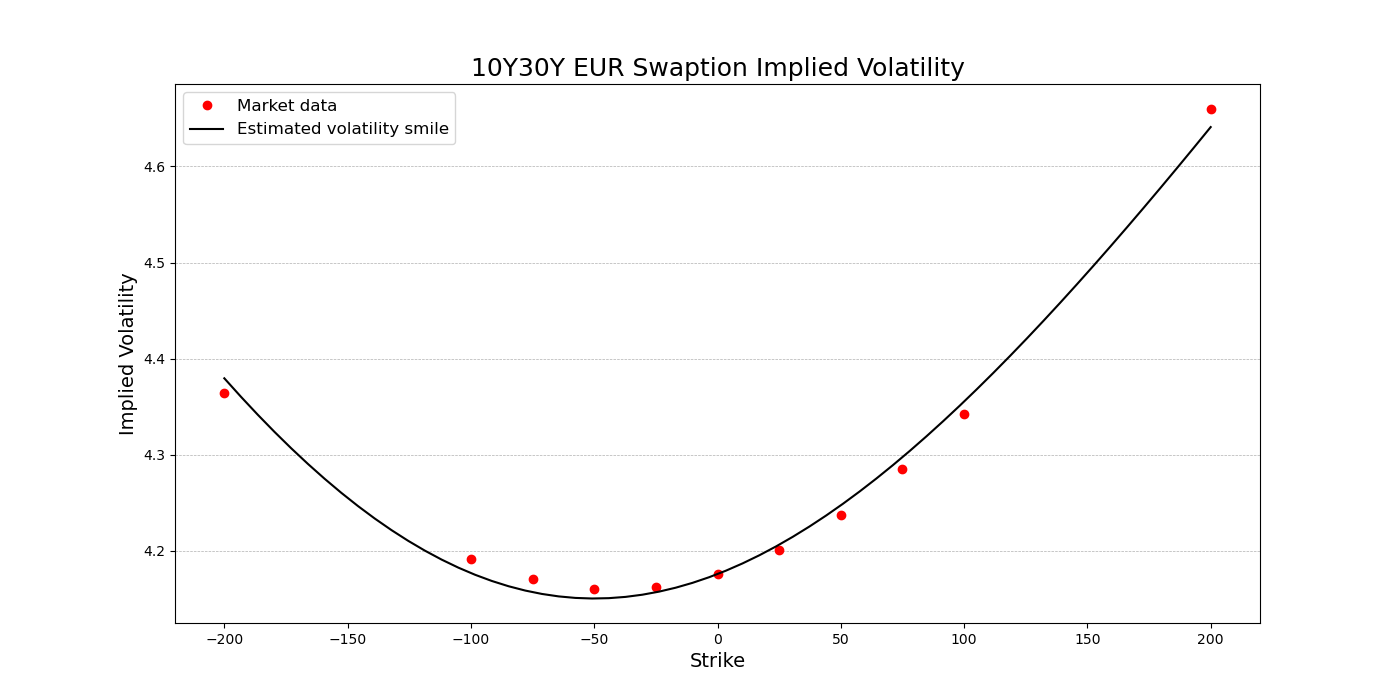 10Y30Y EUR Swaption Implied Volatility
Market data
Estimated volatility smile
Implied Volatility
4.6
4.5
4.4
4.3
4.2
−200
−150
−100
−50
0
50
100
150
200
Strike